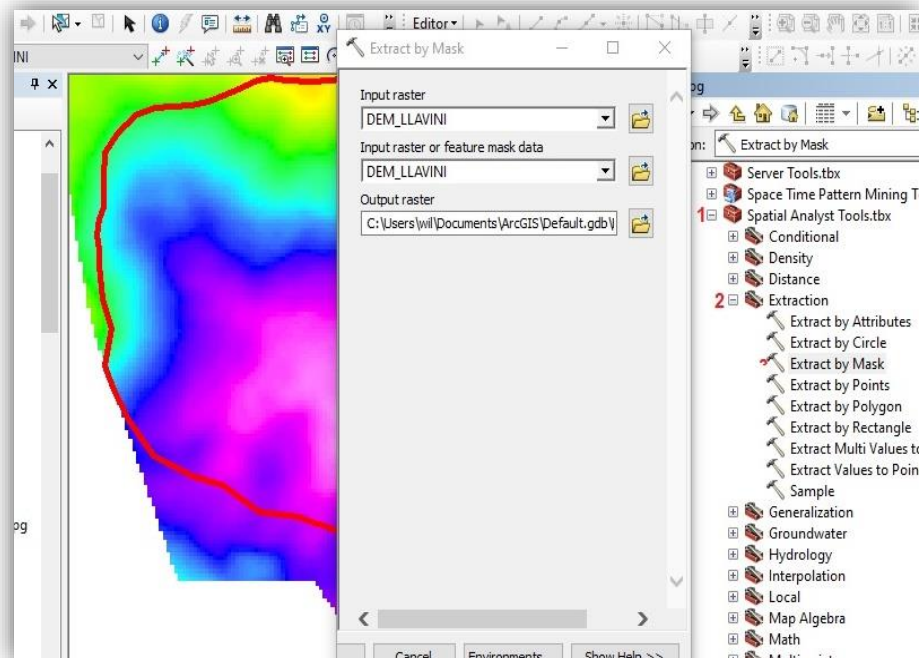 Editor
INI
Extract by Mask
Input raster
DEM_LLAVINI
Input raster or feature mask data
DEM_LLAVINI
Output raster
C:\Users\wil\Documents\ArcGIS\Default.gdb\
Cancel
Environments...
Show Help >>
pg
og
on:
Extract by Mask
Server Tools.tbx
Space Time Pattern Mining T
1 Spatial Analyst Tools.tbx
Conditional
Density
Distance
2 Extraction
Extract by Attributes
Extract by Circle
Extract by Mask
Extract by Points
Extract by Polygon
Extract by Rectangle
Extract Multi Values to
Extract Values to Poin
Sample
Generalization
Groundwater
Hydrology
Interpolation
Local
Map Algebra
Math